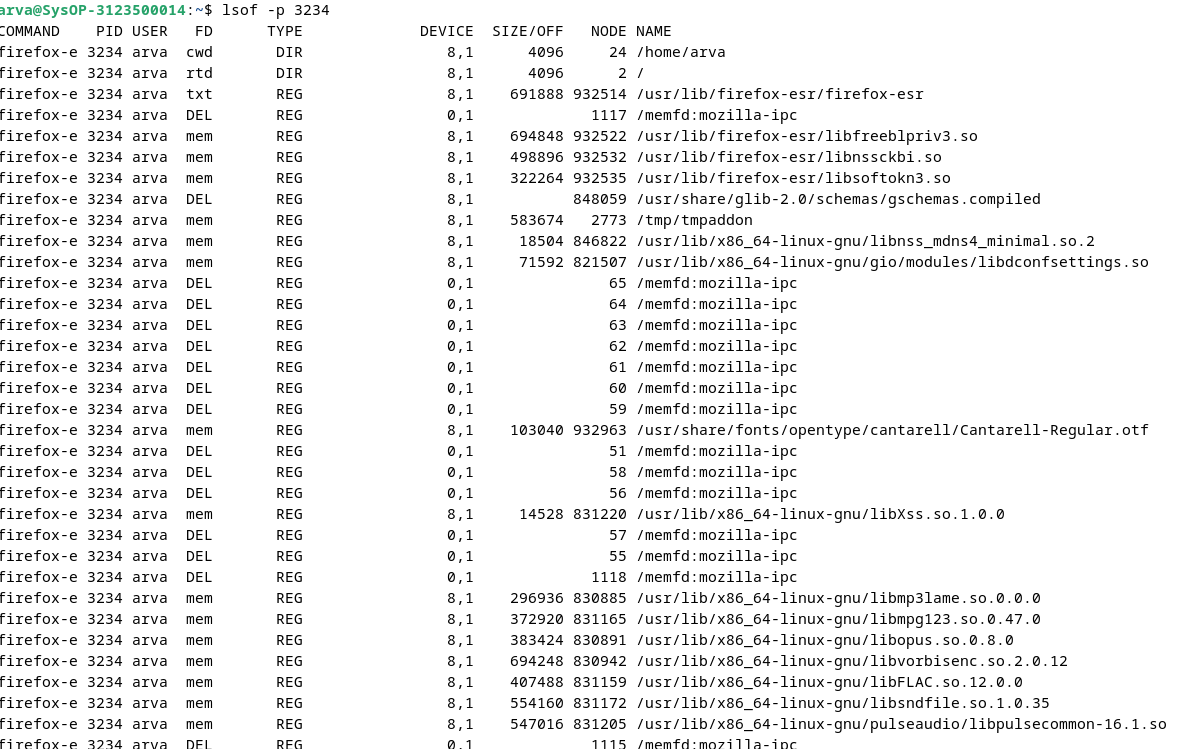 arva@SysOP-3123500014:~$ lsof -p 3234
COMMAND PID USER FD TYPE DEVICE SIZE/OFF NODE NAME
firefox-e 3234 arva cwd DIR 8,1 4096 24 /home/arva
firefox-e 3234 arva rtd DIR 8,1 4096 2 /
firefox-e 3234 arva txt REG 8,1 691888 932514 /usr/lib/firefox-esr/firefox-esr
firefox-e 3234 arva DEL REG 0,1 1117 /memfd:mozilla-ipc
firefox-e 3234 arva mem REG 8,1 694848 932522 /usr/lib/firefox-esr/libfreeblpriv3.so
firefox-e 3234 arva mem REG 8,1 498896 932532 /usr/lib/firefox-esr/libnssckbi.so
firefox-e 3234 arva mem REG 8,1 322264 932535 /usr/lib/firefox-esr/libsoftokn3.so
firefox-e 3234 arva DEL REG 8,1 848059 /usr/share/glib-2.0/schemas/gschemas.compiled
firefox-e 3234 arva mem REG 8,1 583674 2773 /tmp/tmpaddon
firefox-e 3234 arva mem REG 8,1 18504 846822 /usr/lib/x86_64-linux-gnu/libnss_mdns4_minimal.so.2
firefox-e 3234 arva mem REG 8,1 71592 821507 /usr/lib/x86_64-linux-gnu/gio/modules/libdconfsettings.so
firefox-e 3234 arva DEL REG 0,1 65 /memfd:mozilla-ipc
firefox-e 3234 arva DEL REG 0,1 64 /memfd:mozilla-ipc
firefox-e 3234 arva DEL REG 0,1 63 /memfd:mozilla-ipc
firefox-e 3234 arva DEL REG 0,1 62 /memfd:mozilla-ipc
firefox-e 3234 arva DEL REG 0,1 61 /memfd:mozilla-ipc
firefox-e 3234 arva DEL REG 0,1 60 /memfd:mozilla-ipc
firefox-e 3234 arva DEL REG 0,1 59 /memfd:mozilla-ipc
firefox-e 3234 arva mem REG 8,1 103040 932963 /usr/share/fonts/opentype/cantarell/Cantarell-Regular.otf
firefox-e 3234 arva DEL REG 0,1 51 /memfd:mozilla-ipc
firefox-e 3234 arva DEL REG 0,1 58 /memfd:mozilla-ipc
firefox-e 3234 arva DEL REG 0,1 56 /memfd:mozilla-ipc
firefox-e 3234 arva mem REG 8,1 14528 831220 /usr/lib/x86_64-linux-gnu/libXss.so.1.0.0
firefox-e 3234 arva DEL REG 0,1 57 /memfd:mozilla-ipc
firefox-e 3234 arva DEL REG 0,1 55 /memfd:mozilla-ipc
firefox-e 3234 arva DEL REG 0,1 1118 /memfd:mozilla-ipc
firefox-e 3234 arva mem REG 8,1 296936 830885 /usr/lib/x86_64-linux-gnu/libmp3lame.so.0.0.0
firefox-e 3234 arva mem REG 8,1 372920 831165 /usr/lib/x86_64-linux-gnu/libmpg123.so.0.47.0
firefox-e 3234 arva mem REG 8,1 383424 830891 /usr/lib/x86_64-linux-gnu/libopus.so.0.8.0
firefox-e 3234 arva mem REG 8,1 694248 830942 /usr/lib/x86_64-linux-gnu/libvorbisenc.so.2.0.12
firefox-e 3234 arva mem REG 8,1 407488 831159 /usr/lib/x86_64-linux-gnu/libFLAC.so.12.0.0
firefox-e 3234 arva mem REG 8,1 554160 831172 /usr/lib/x86_64-linux-gnu/libsndfile.so.1.0.35
firefox-e 3234 arva mem REG 8,1 547016 831205 /usr/lib/x86_64-linux-gnu/pulseaudio/libpulsecommon-16.1.so
firefox-e 3234 arva DEL REG 0,1 1115 /memfd:mozilla-ipc